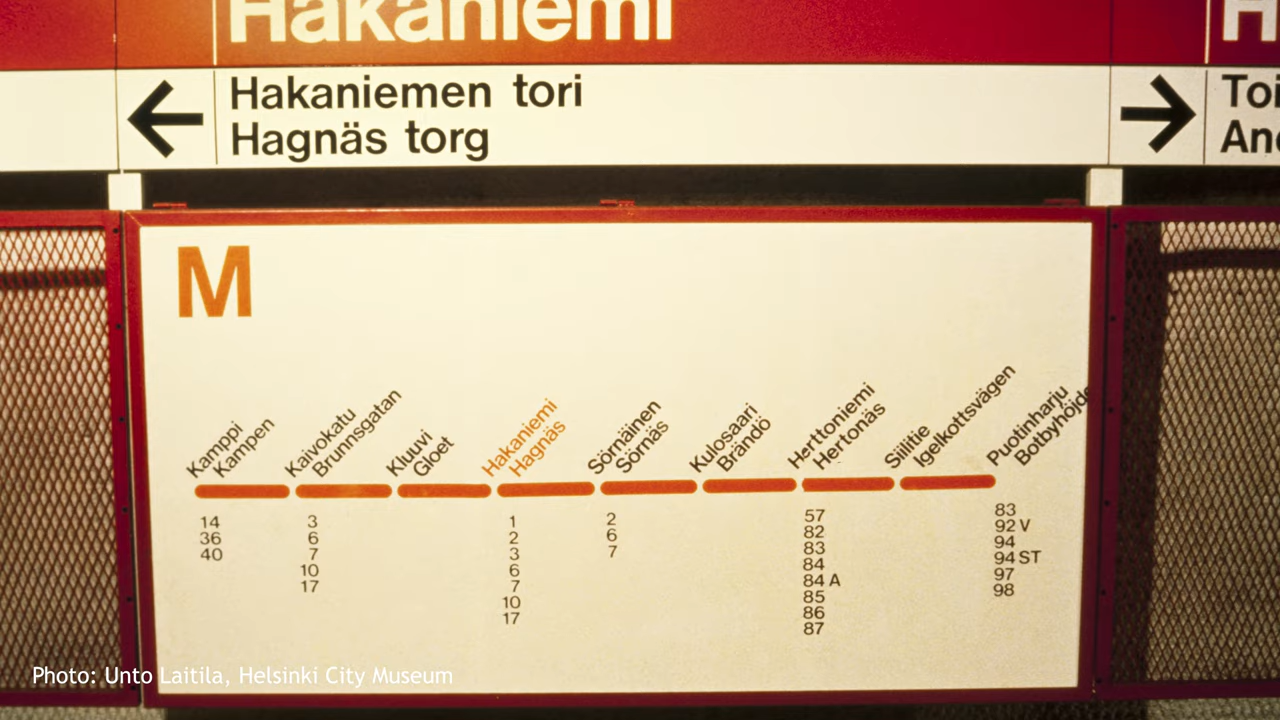 Hakaniemi
H
Hakaniemen tori
Hagnäs torg
Toi
And
M
Kamppi
Kampen
Kaivokatu
Brunnsgatan
Kluuvi
Gloet
Hakaniemi
Hagnäs
Sörnäinen
Sörnäs
Kulosaari
Brändö
Herttoniemi
Hertonäs
Siilitie
Igelkottsvägen
Puotinharju
Botbyhöjde
14
36
40
3
6
7
10
17
1
2
3
6
7
10
17
2
6
7
57
82
83
84
84 A
85
86
87
83
92 V
94
94 ST
97
98
Photo: Unto Laitila, Helsinki City Museum